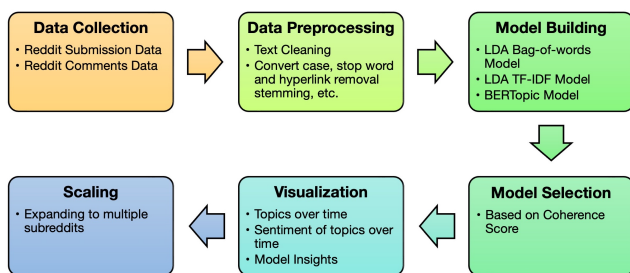 Data Collection
• Reddit Submission Data
• Reddit Comments Data
Data Preprocessing
• Text Cleaning
• Convert case, stop word
and hyperlink removal
stemming, etc.
Model Building
• LDA Bag-of-words
Model
• LDA TF-IDF Model
• BERTopic Model
Model Selection
• Based on Coherence
Score
Visualization
• Topics over time
• Sentiment of topics over
time
• Model Insights
Scaling
• Expanding to multiple
subreddits